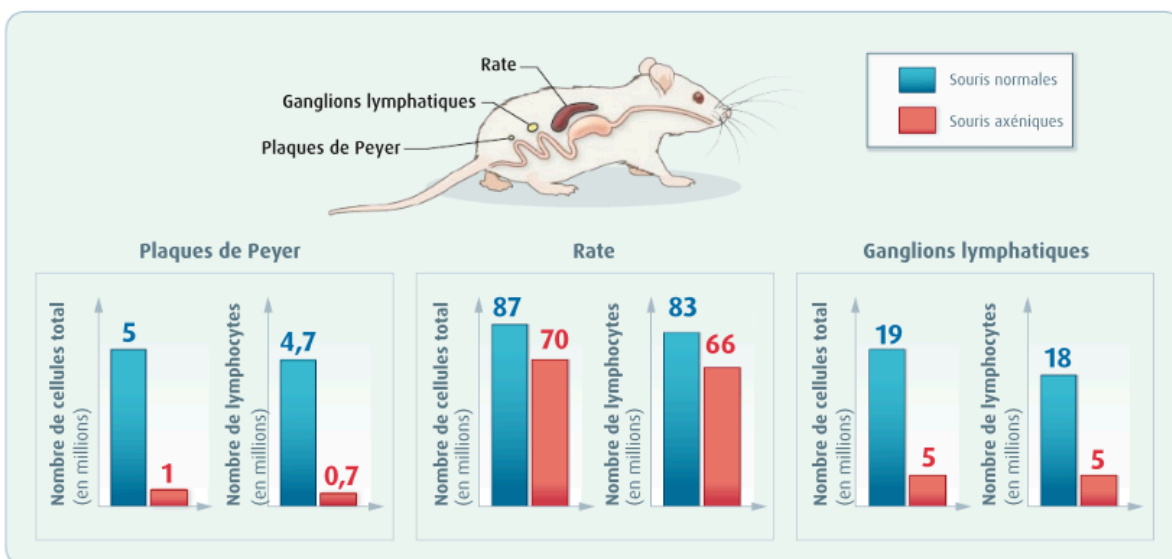 Rate
Ganglions lymphatiques
Plaques de Peyer
Souris normales
Souris axéniques
Plaques de Peyer
Nombre de cellules total
(en millions)
5
1
Nombre de lymphocytes
(en millions)
4,7
0,7
Rate
Nombre de cellules total
(en millions)
87
70
Nombre de lymphocytes
(en millions)
83
66
Ganglions lymphatiques
Nombre de cellules total
(en millions)
19
5
Nombre de lymphocytes
(en millions)
18
5